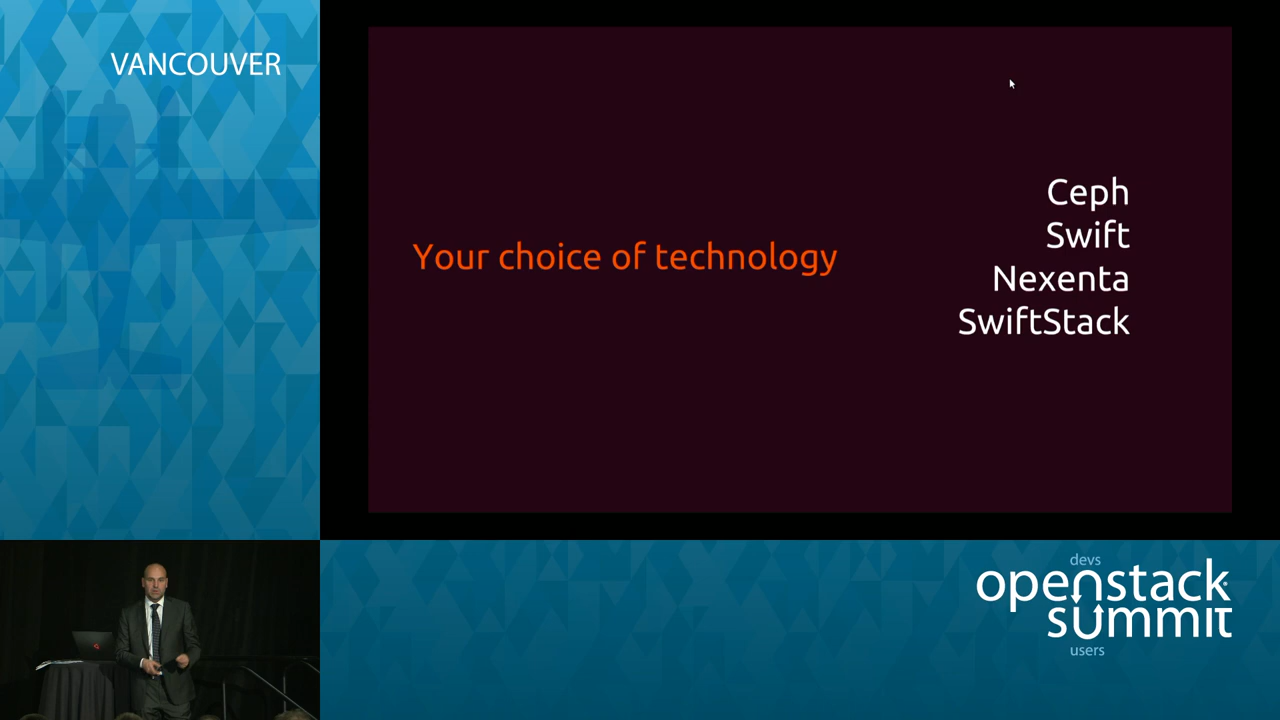 VANCOUVER
Your choice of technology
Ceph
Swift
Nexenta
SwiftStack
devs
openstack
summit
users